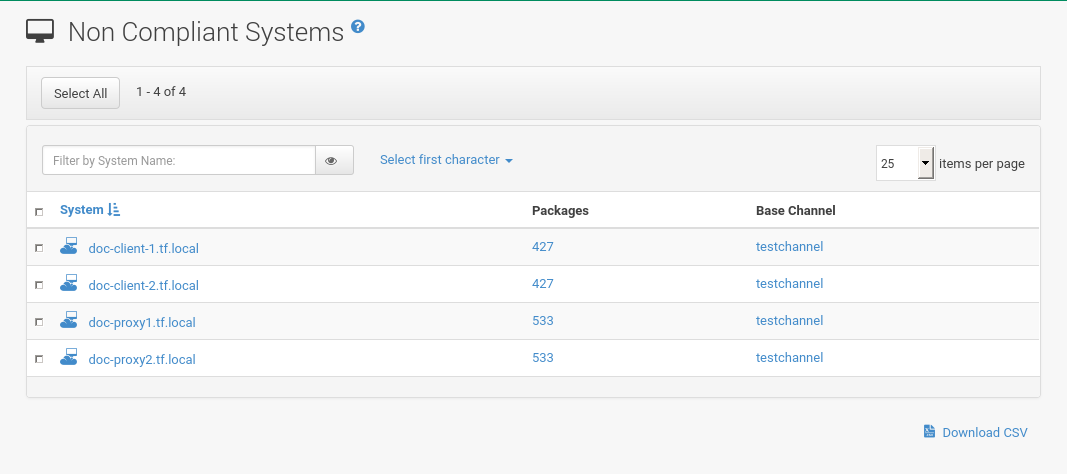 Non Compliant Systems ?
Select All 1 - 4 of 4
Filter by System Name: Select first character 25 items per page
System Packages Base Channel
doc-client-1.tf.local 427 testchannel
doc-client-2.tf.local 427 testchannel
doc-proxy1.tf.local 533 testchannel
doc-proxy2.tf.local 533 testchannel
Download CSV